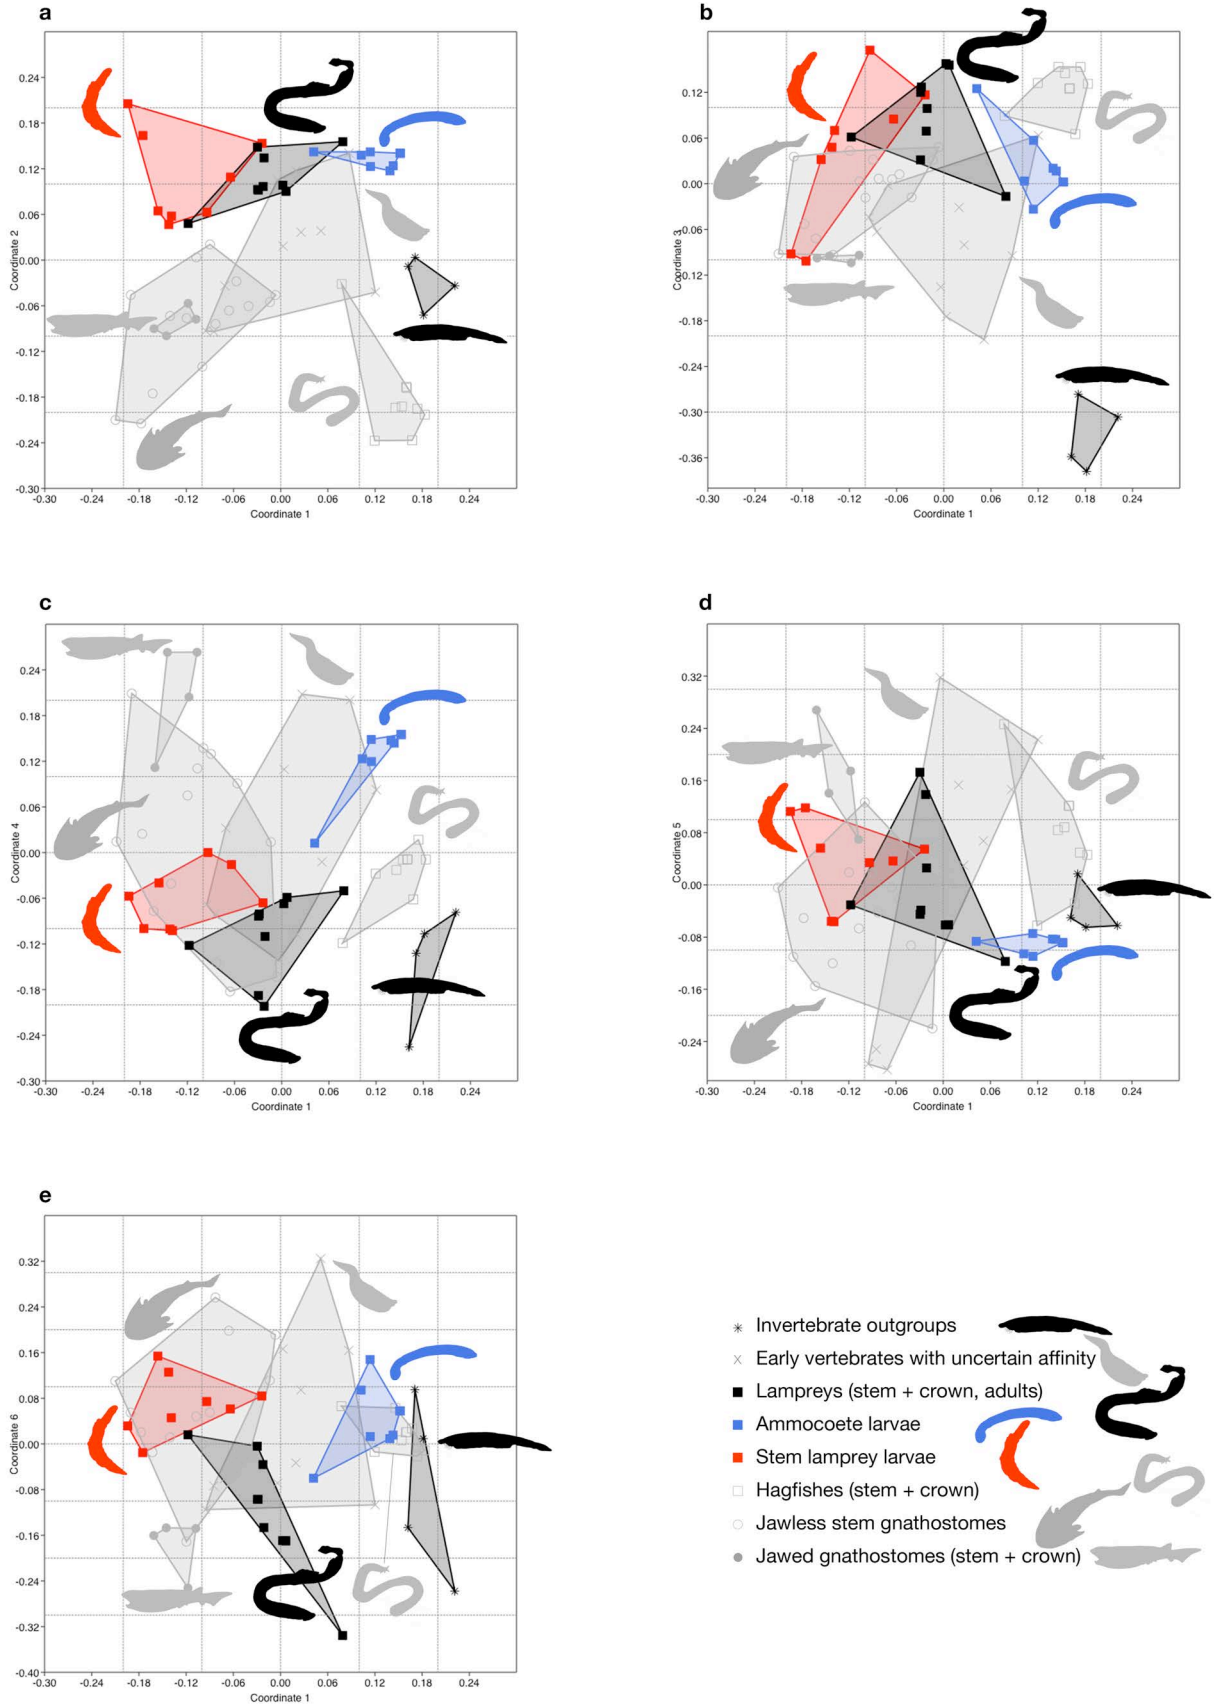 a
0.24
0.18
0.12
0.06
0.00
-0.06
-0.12
-0.18
-0.24
-0.30
Coordinate 2
-0.30 -0.24 -0.18 -0.12 -0.06 0.00 0.06 0.12 0.18 0.24
Coordinate 1
b
0.12
0.06
0.00
-0.06
-0.12
-0.18
-0.24
-0.30
-0.36
Coordinate 3
-0.30 -0.24 -0.18 -0.12 -0.06 0.00 0.06 0.12 0.18 0.24
Coordinate 1
c
0.24
0.18
0.12
0.06
0.00
-0.06
-0.12
-0.18
-0.24
-0.30
Coordinate 4
-0.30 -0.24 -0.18 -0.12 -0.06 0.00 0.06 0.12 0.18 0.24
Coordinate 1
d
0.32
0.24
0.16
0.08
0.00
-0.08
-0.16
-0.24
Coordinate 5
-0.30 -0.24 -0.18 -0.12 -0.06 0.00 0.06 0.12 0.18 0.24
Coordinate 1
e
0.32
0.24
0.16
0.08
0.00
-0.08
-0.16
-0.24
-0.32
-0.40
Coordinate 6
-0.30 -0.24 -0.18 -0.12 -0.06 0.00 0.06 0.12 0.18 0.24
Coordinate 1
Invertebrate outgroups
Early vertebrates with uncertain affinity
Lampreys (stem + crown, adults)
Ammocoete larvae
Stem lamprey larvae
Hagfishes (stem + crown)
Jawless stem gnathostomes
Jawed gnathostomes (stem + crown)